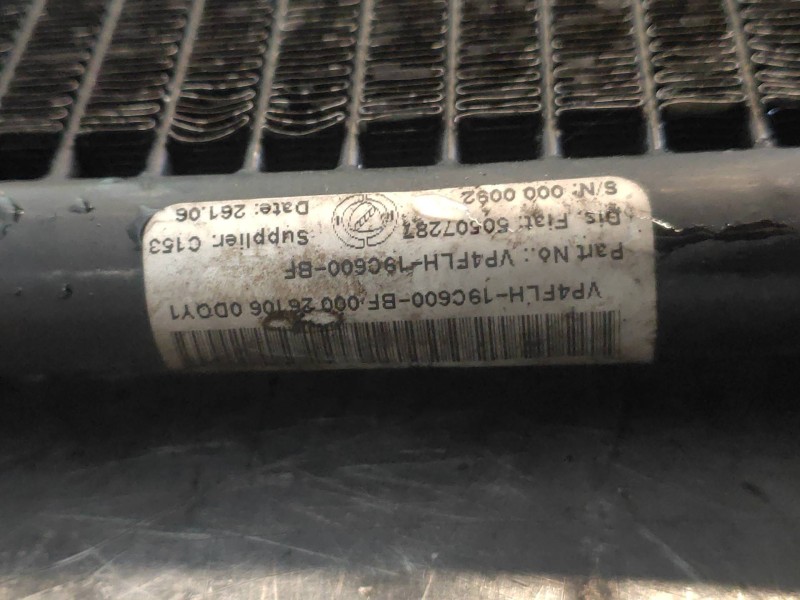 VP4FLH-19C600-BF 000 26106 0DQY1
Part No.: VP4FLH-19C600-BF
Dis. Fiat: 50507287 Supplier: C153
S/N: 000 0092 Date: 261.06